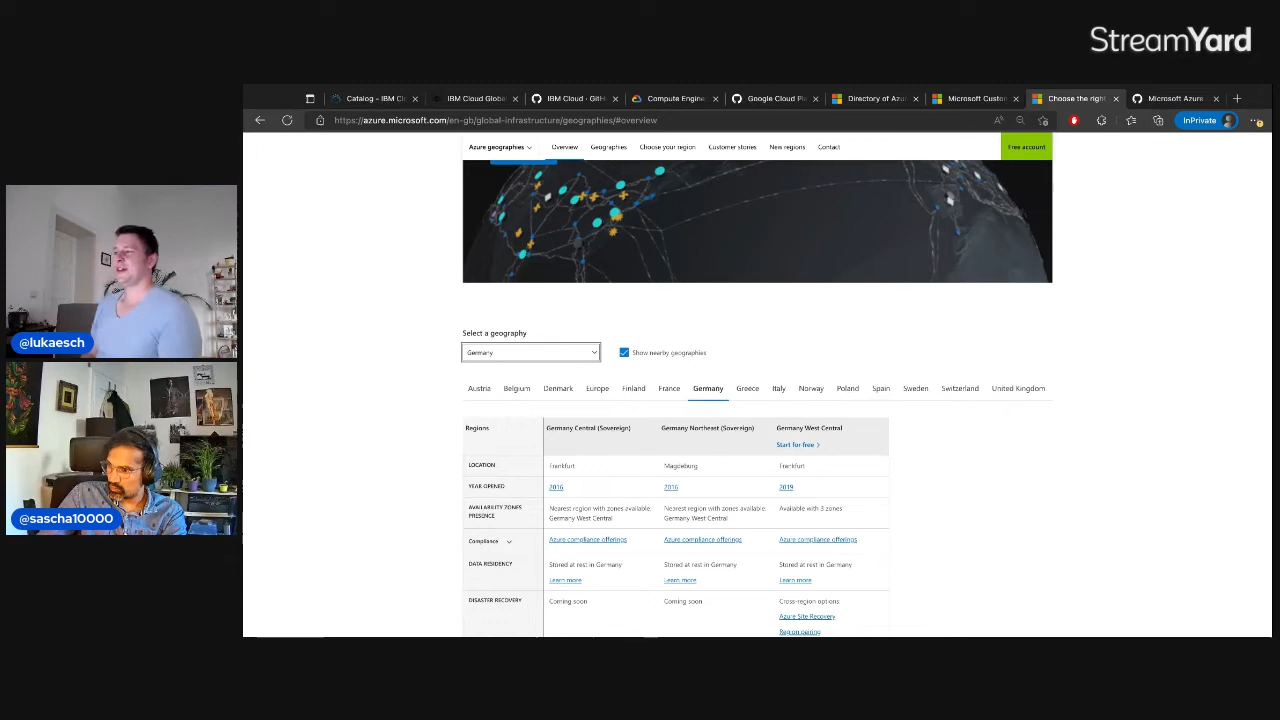 StreamYard
Catalog - IBM Cl
IBM Cloud Globa
IBM Cloud · GitH
Compute Engine
Google Cloud Pla
Directory of Azur
Microsoft Custom
Choose the right
Microsoft Azure
https://azure.microsoft.com/en-gb/global-infrastructure/geographies/#overview
InPrivate
Azure geographies
Overview
Geographies
Choose your region
Customer stories
New regions
Contact
Free account
@lukaesch
@sascha10000
Select a geography
Germany
Show nearby geographies
Austria Belgium Denmark Europe Finland France Germany Greece Italy Norway Poland Spain Sweden Switzerland United Kingdom
Regions Germany Central (Sovereign) Germany Northeast (Sovereign) Germany West Central
Start for free >
LOCATION Frankfurt Magdeburg Frankfurt
YEAR OPENED 2016 2016 2019
AVAILABILITY ZONES Nearest region with zones available: Nearest region with zones available: Available with 3 zones
PRESENCE Germany West Central Germany West Central
Compliance Azure compliance offerings Azure compliance offerings Azure compliance offerings
DATA RESIDENCY Stored at rest in Germany Stored at rest in Germany Stored at rest in Germany
Learn more Learn more Learn more
DISASTER RECOVERY Coming soon Coming soon Cross-region options:
Azure Site Recovery
Region pairing